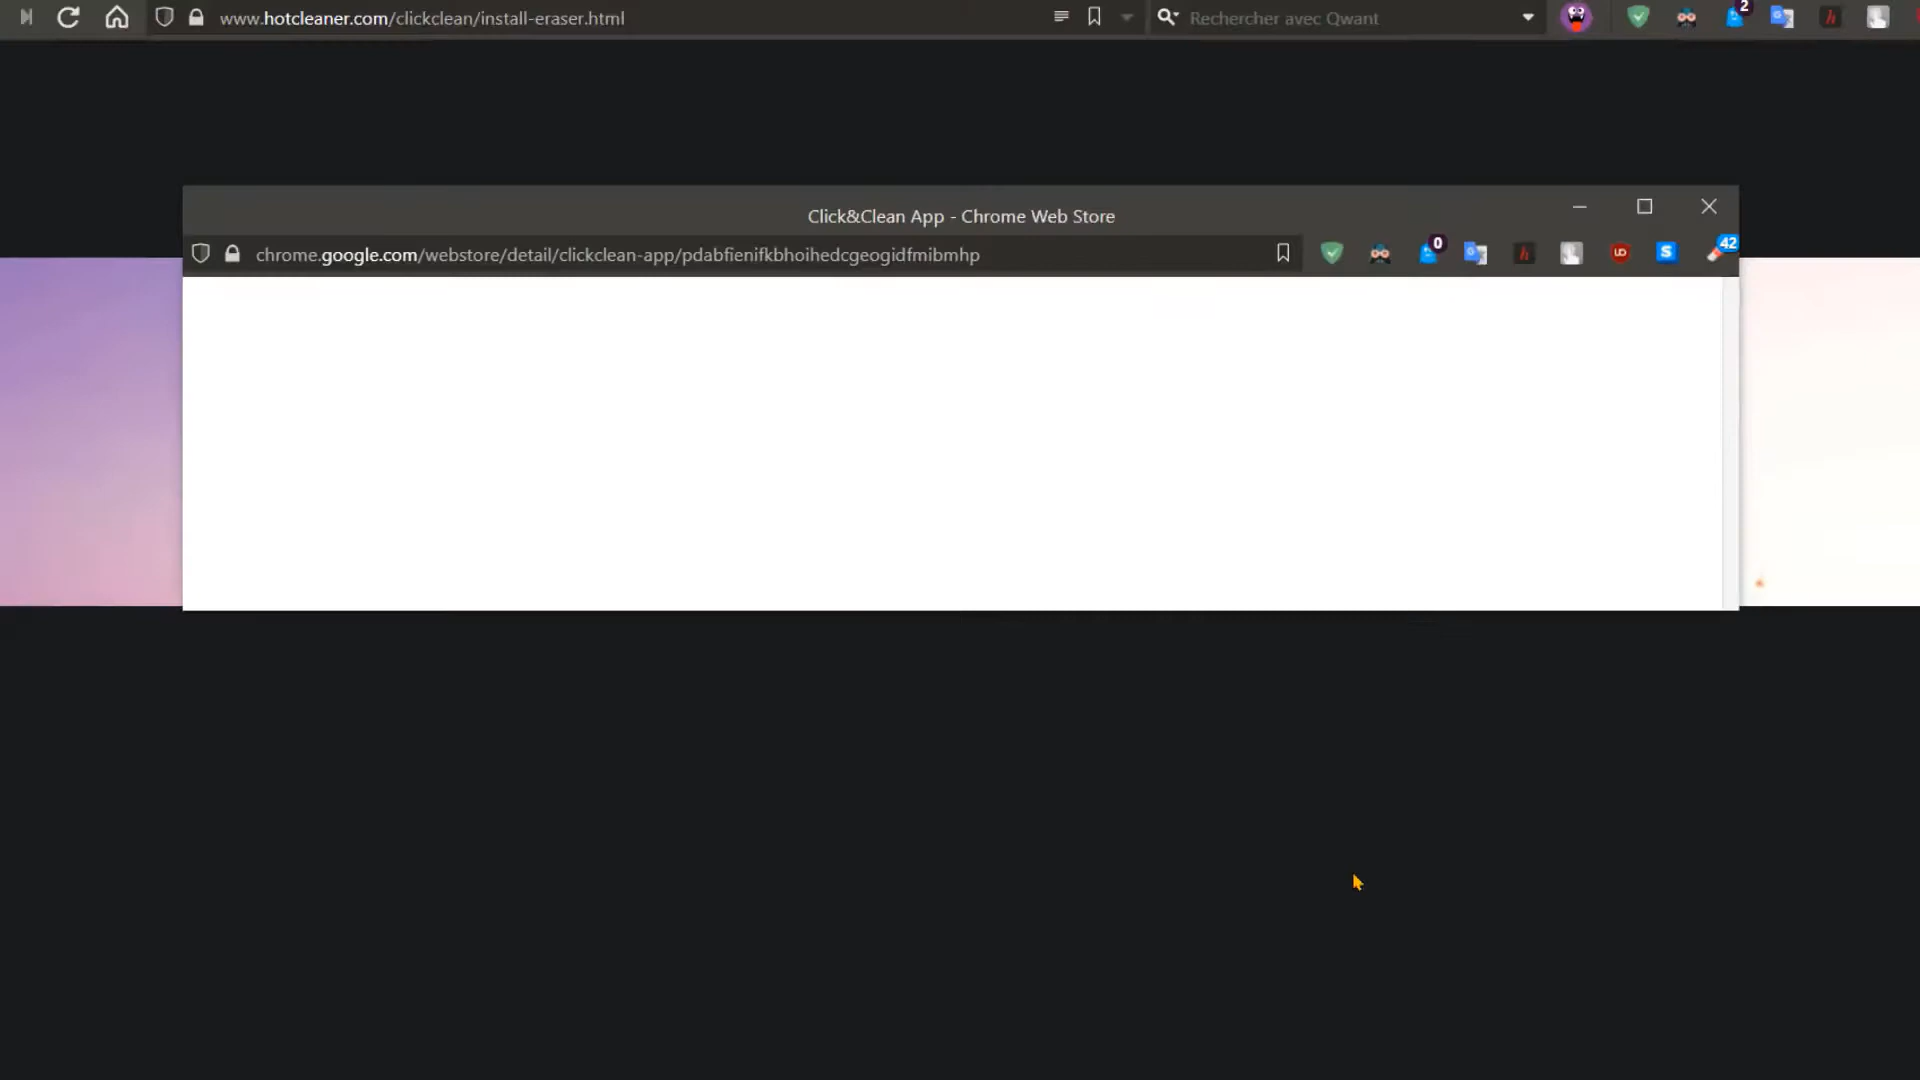 www.hotcleaner.com/clickclean/install-eraser.html
Rechercher avec Qwant
2
Click&Clean App - Chrome Web Store
chrome.google.com/webstore/detail/clickclean-app/pdabfienifkbhoihedcgeogidfmibmhp
0
h
UD
S
42